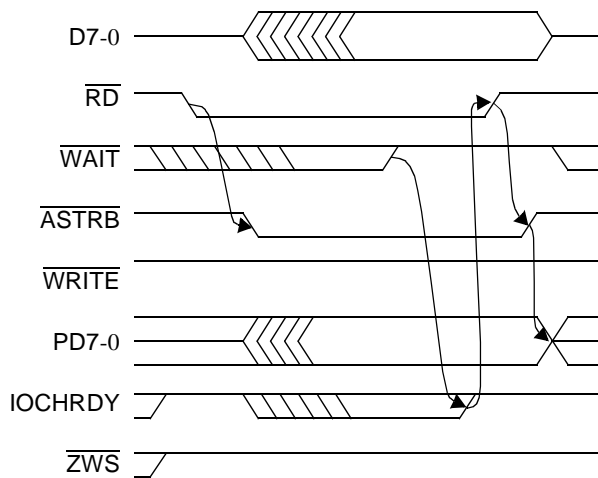 D7-0
RD
WAIT
ASTRB
WRITE
PD7-0
IOCHRDY
ZWS